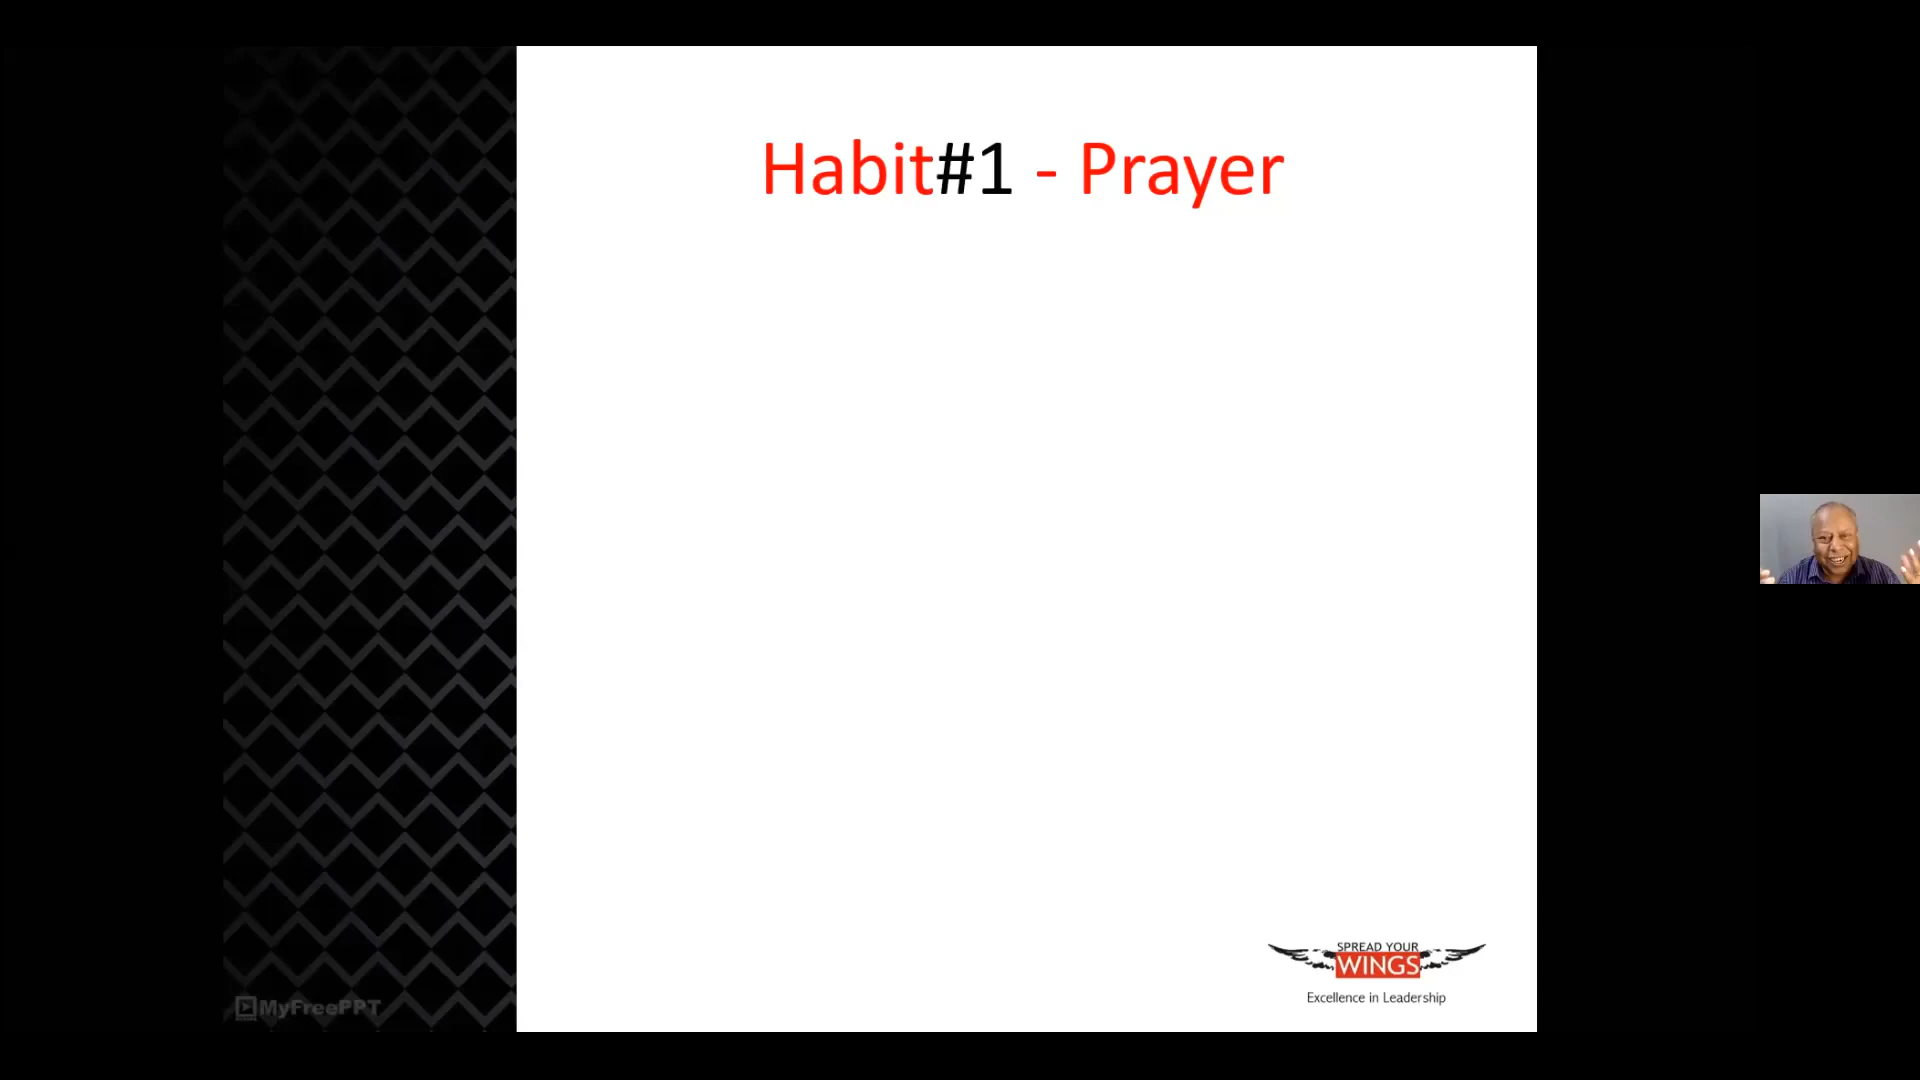 Habit#1 - Prayer
SPREAD YOUR
WINGS
Excellence in Leadership
MyFreePPT